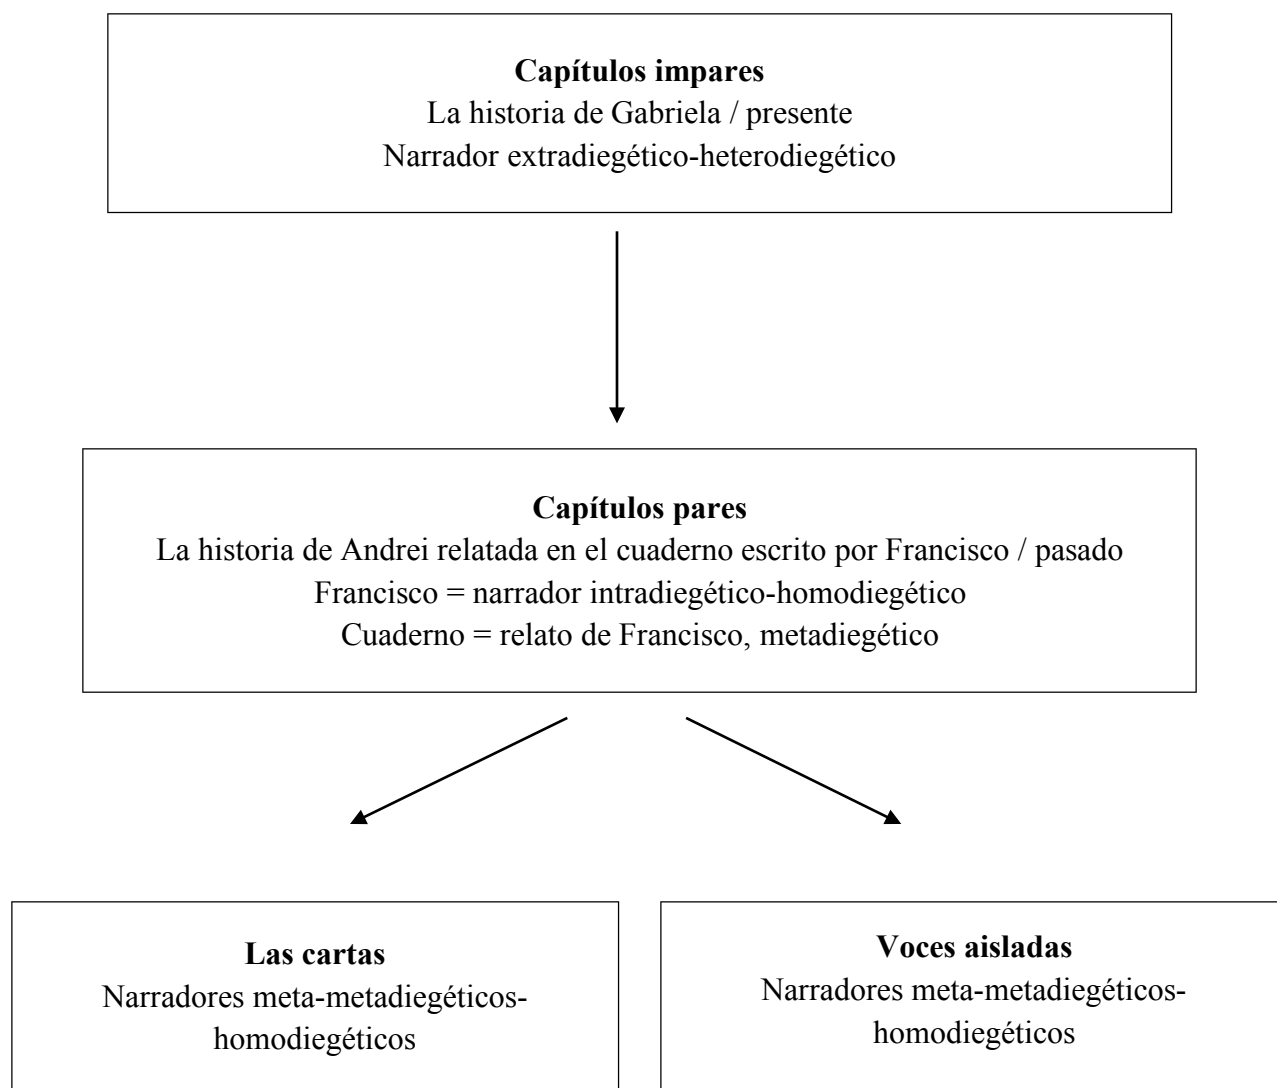 Capítulos impares
La historia de Gabriela / presente
Narrador extradiegético-heterodiegético
Capítulos pares
La historia de Andrei relatada en el cuaderno escrito por Francisco / pasado
Francisco = narrador intradiegético-homodiegético
Cuaderno = relato de Francisco, metadiegético
Las cartas
Narradores meta-metadiegéticos-
homodiegéticos
Voces aisladas
Narradores meta-metadiegéticos-
homodiegéticos